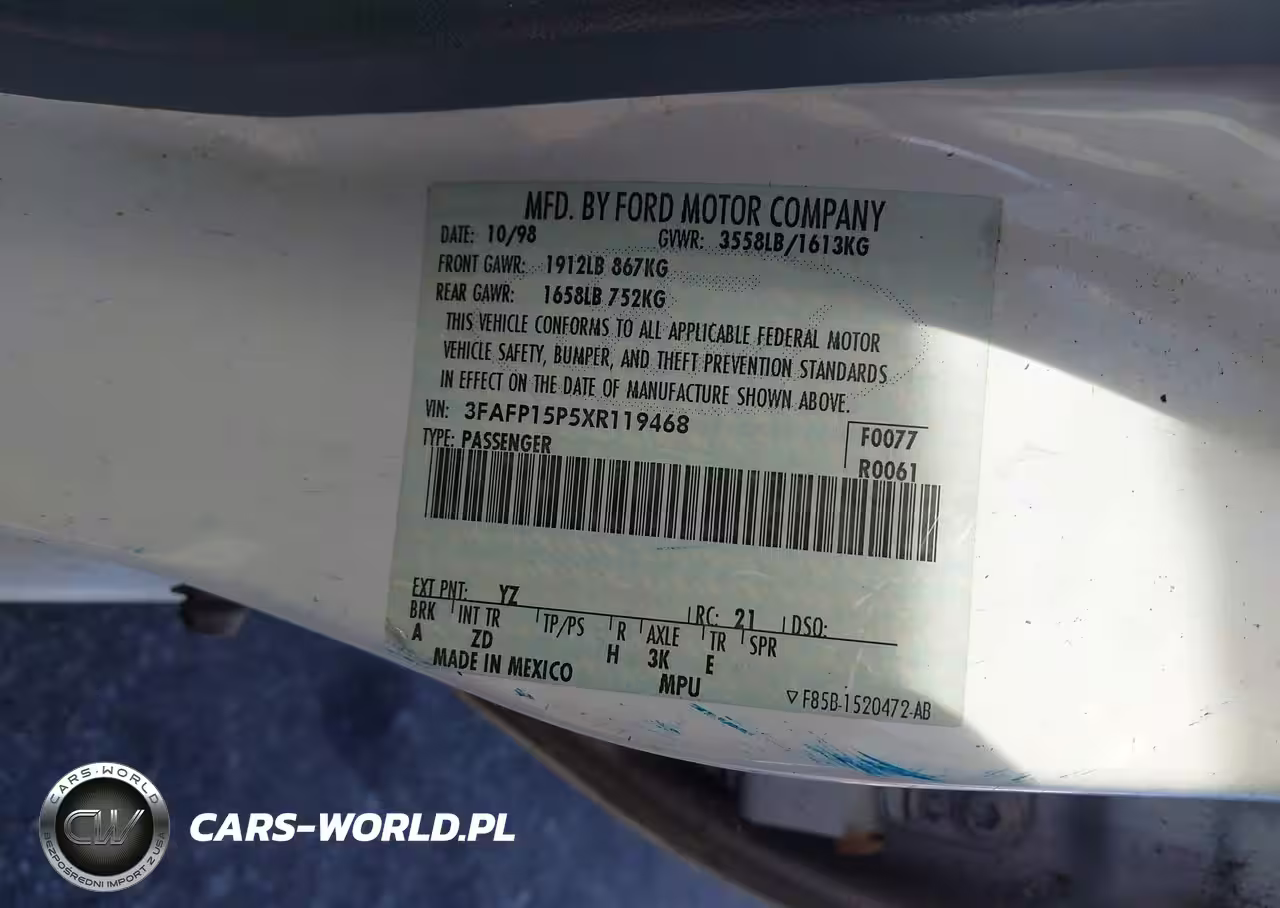 MFD. BY FORD MOTOR COMPANY
DATE: 10/98 GVWR: 3558LB/1613KG
FRONT GAWR: 1912LB 867KG
REAR GAWR: 1658LB 752KG
THIS VEHICLE CONFORMS TO ALL APPLICABLE FEDERAL MOTOR
VEHICLE SAFETY, BUMPER, AND THEFT PREVENTION STANDARDS
IN EFFECT ON THE DATE OF MANUFACTURE SHOWN ABOVE.
VIN: 3FAFP15P5XR119468
F0077
TYPE: PASSENGER
R0061
EXT PNT: YZ RC: 21 DSO:
BRK INT TR TP/PS R AXLE TR SPR
A ZD H 3K E
MADE IN MEXICO MPU
F85B-1520472-AB
CARS-WORLD
CW
BEZPOŚREDNI IMPORT Z USA
CARS-WORLD.PL